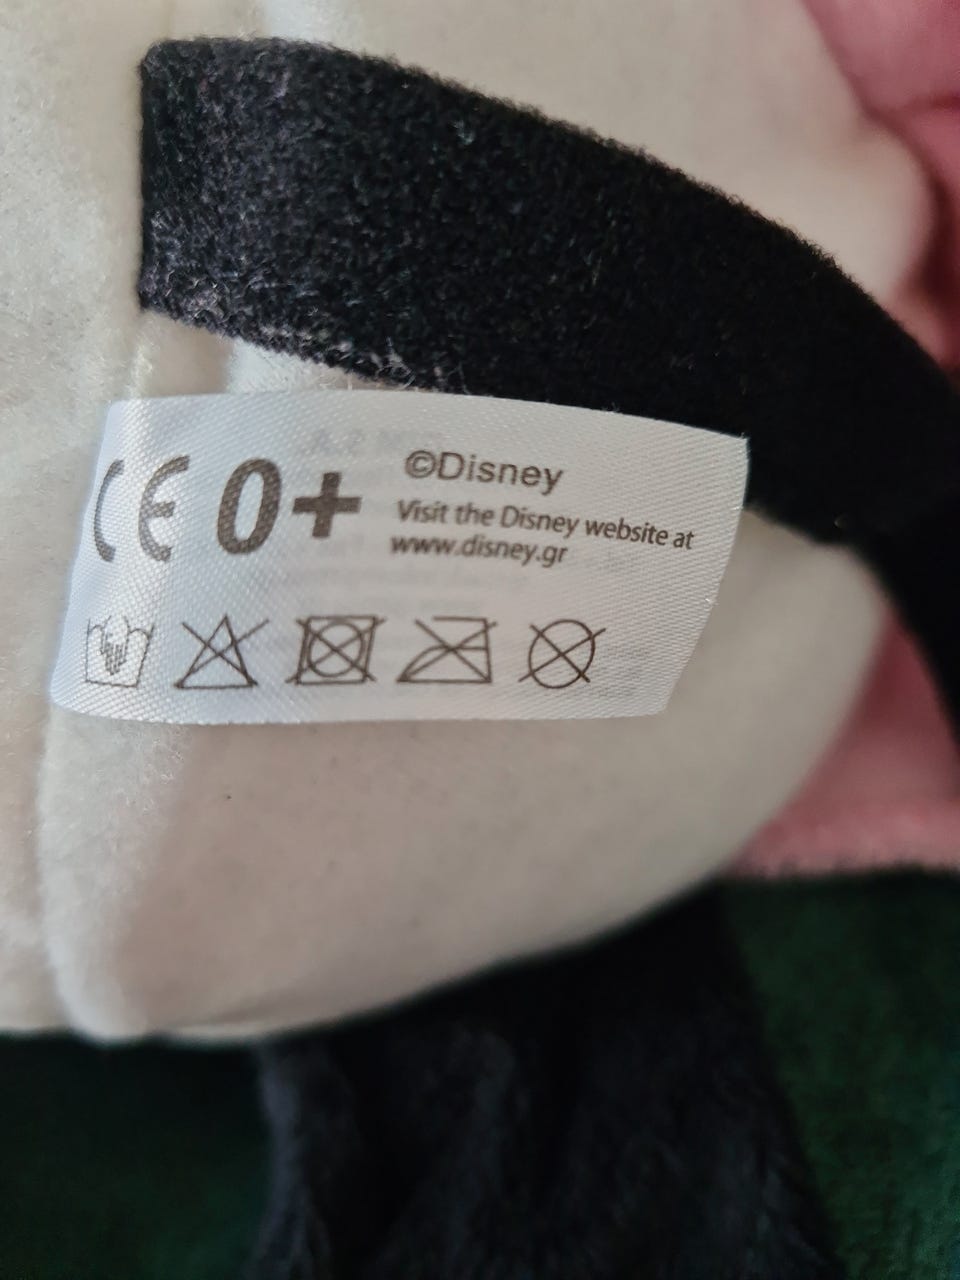 CE 0+
©Disney
Visit the Disney website at
www.disney.gr